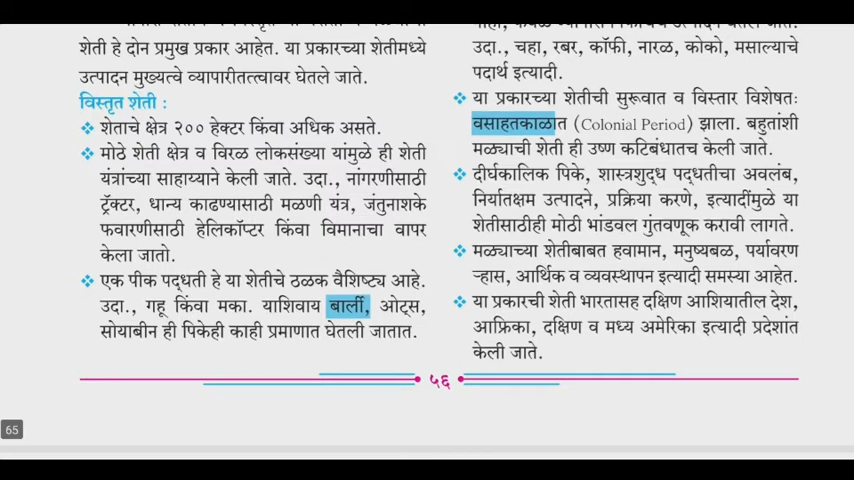 शेती हे दोन प्रमुख प्रकार आहेत. या प्रकारच्या शेतीमध्ये
उत्पादन मुख्यत्वे व्यापारीतत्त्वावर घेतले जाते.
विस्तृत शेती :
❖ शेताचे क्षेत्र २०० हेक्टर किंवा अधिक असते.
❖ मोठे शेती क्षेत्र व विरळ लोकसंख्या यांमुळे ही शेती
यंत्रांच्या साहाय्याने केली जाते. उदा., नांगरणीसाठी
ट्रॅक्टर, धान्य काढण्यासाठी मळणी यंत्र, जंतुनाशके
फवारणीसाठी हेलिकॉप्टर किंवा विमानाचा वापर
केला जातो.
❖ एक पीक पद्धती हे या शेतीचे ठळक वैशिष्ट्य आहे.
उदा., गहू किंवा मका. याशिवाय बार्ली, ओट्स,
सोयाबीन ही पिकेही काही प्रमाणात घेतली जातात.
उदा., चहा, रबर, कॉफी, नारळ, कोको, मसाल्याचे
पदार्थ इत्यादी.
❖ या प्रकारच्या शेतीची सुरूवात व विस्तार विशेषतः
वसाहतकाळात (Colonial Period) झाला. बहुतांशी
मळ्याची शेती ही उष्ण कटिबंधातच केली जाते.
❖ दीर्घकालिक पिके, शास्त्रशुद्ध पद्धतीचा अवलंब,
निर्यातक्षम उत्पादने, प्रक्रिया करणे, इत्यादींमुळे या
शेतीसाठीही मोठी भांडवल गुंतवणूक करावी लागते.
❖ मळ्याच्या शेतीबाबत हवामान, मनुष्यबळ, पर्यावरण
ऱ्हास, आर्थिक व व्यवस्थापन इत्यादी समस्या आहेत.
❖ या प्रकारची शेती भारतासह दक्षिण आशियातील देश,
आफ्रिका, दक्षिण व मध्य अमेरिका इत्यादी प्रदेशांत
केली जाते.
५६
65